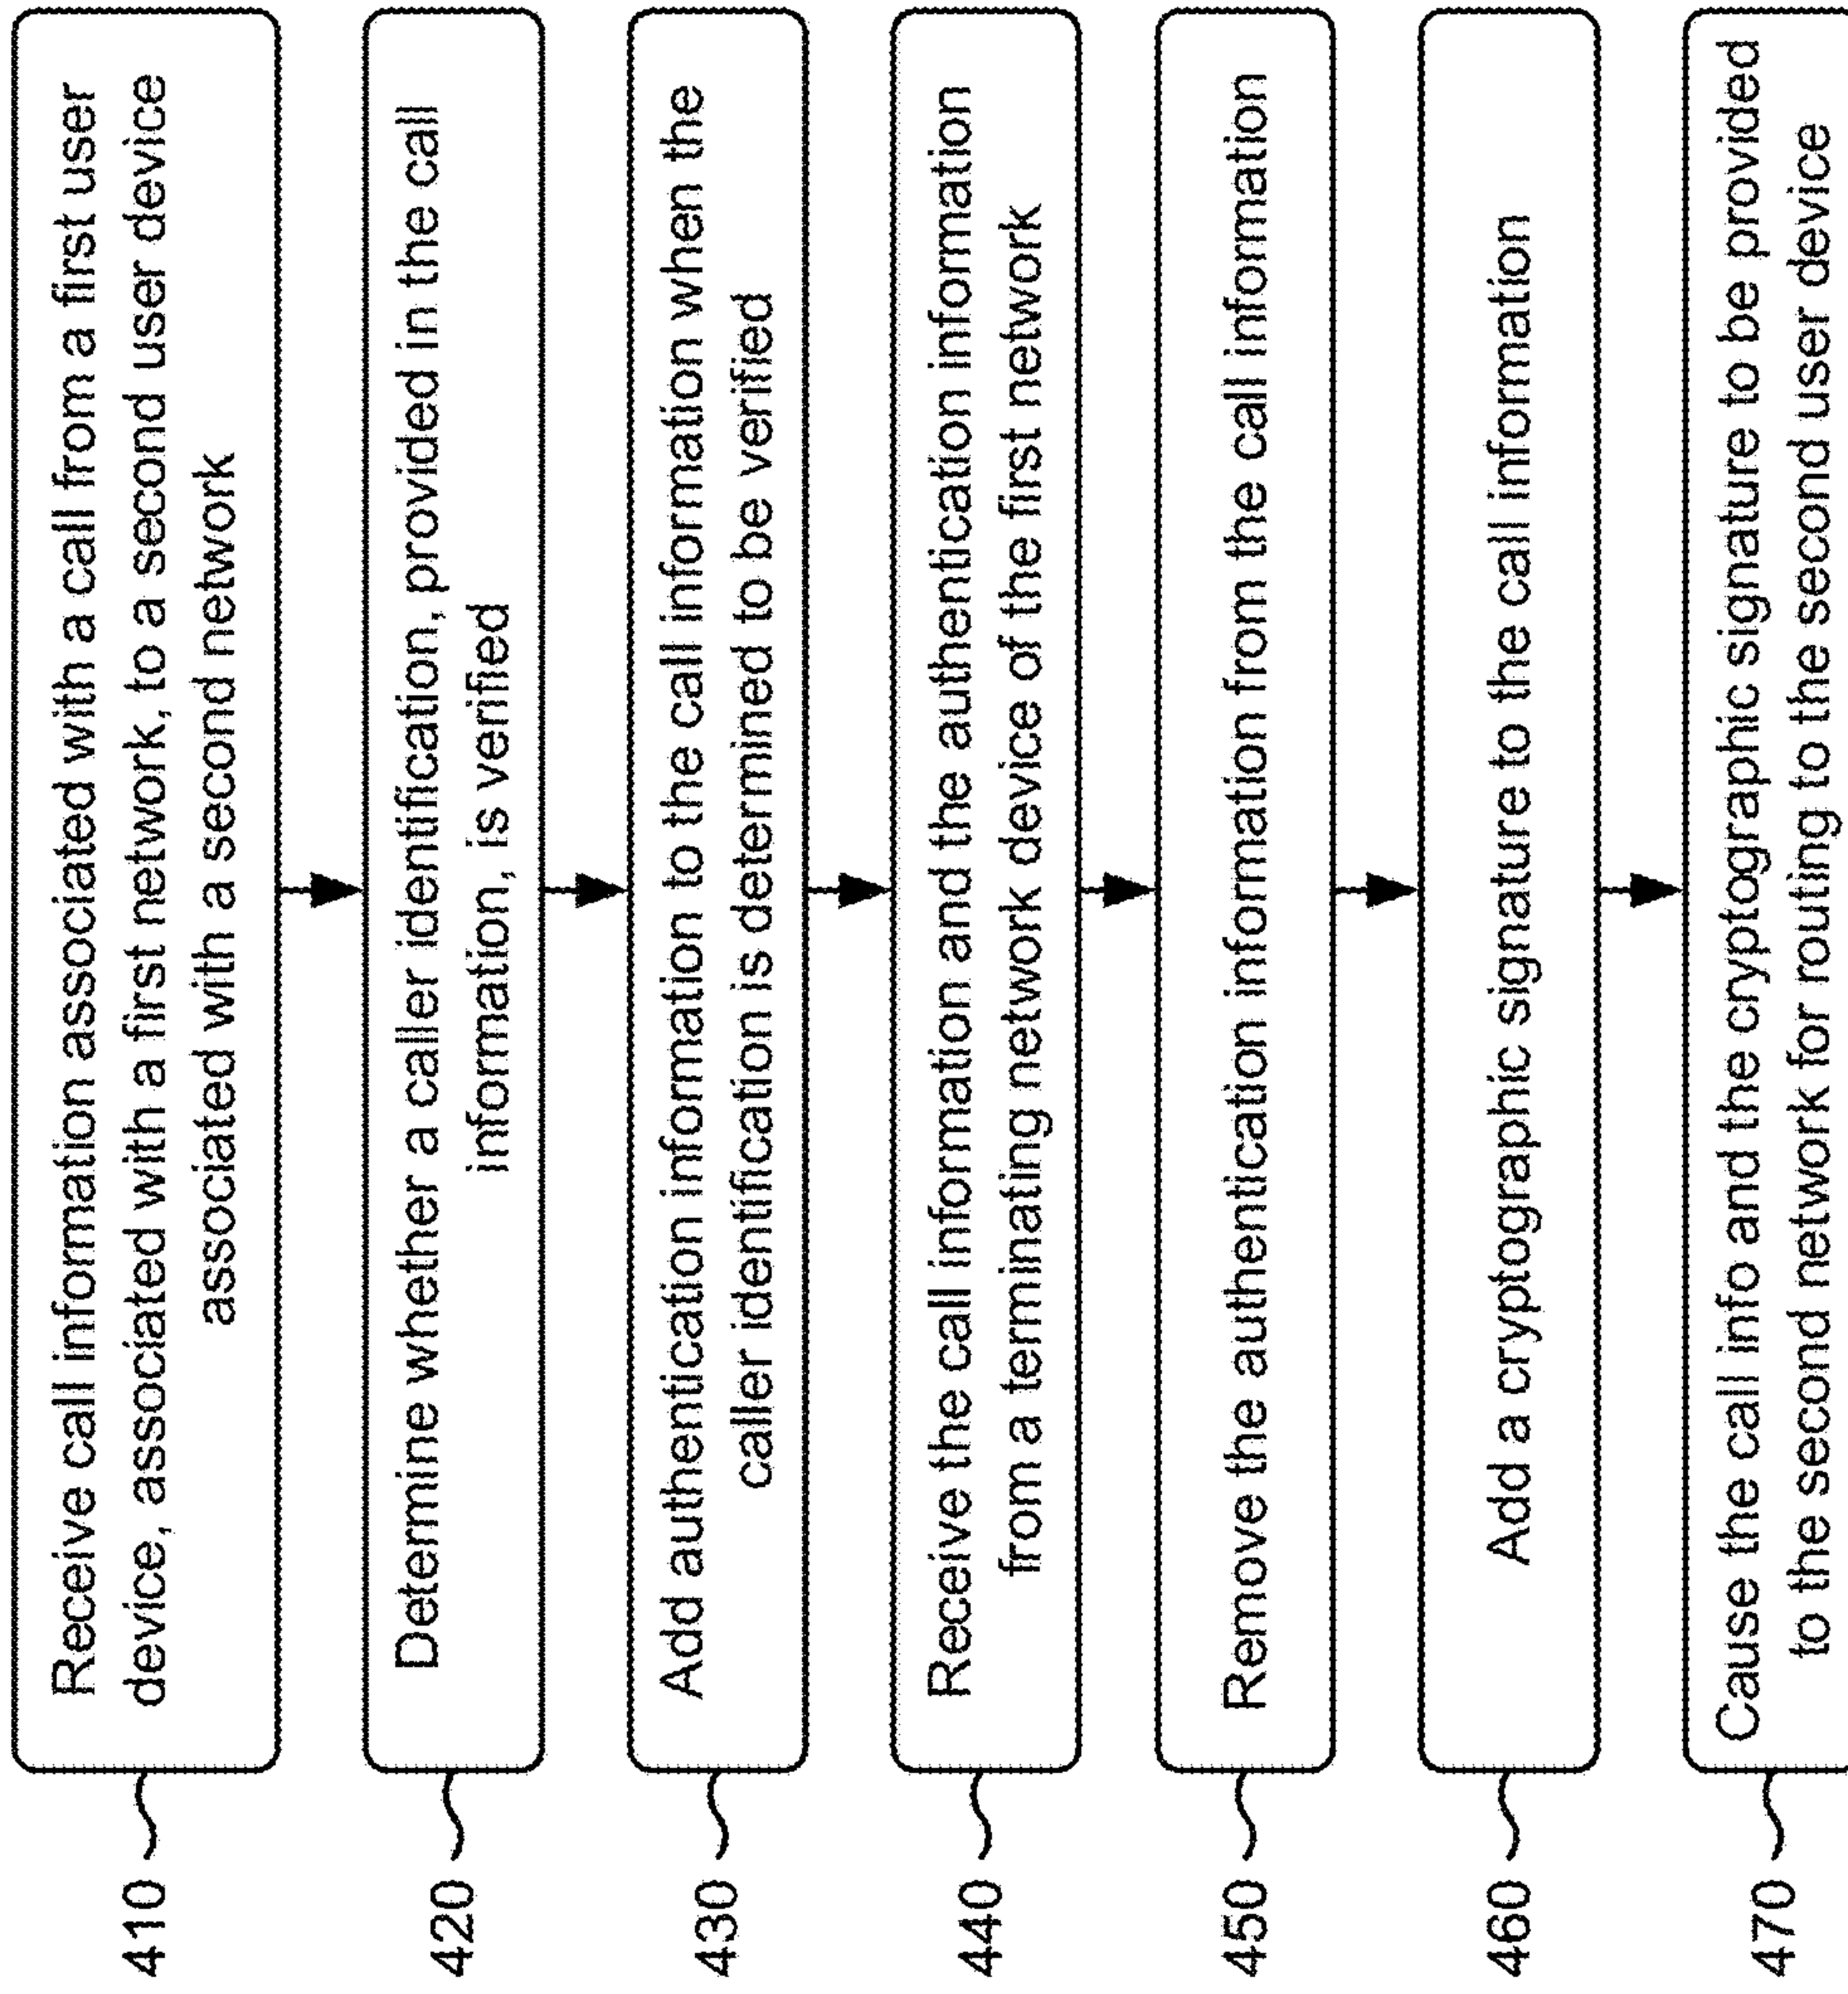 410
Receive call information associated with a call from a first user
device, associated with a first network, to a second user device
associated with a second network
420
Determine whether a caller identification, provided in the call
information, is verified
430
Add authentication information to the call information when the
caller identification is determined to be verified
440
Receive the call information and the authentication information
from a terminating network device of the first network
450
Remove the authentication information from the call information
460
Add a cryptographic signature to the call information
470
Cause the call info and the cryptographic signature to be provided
to the second network for routing to the second user device